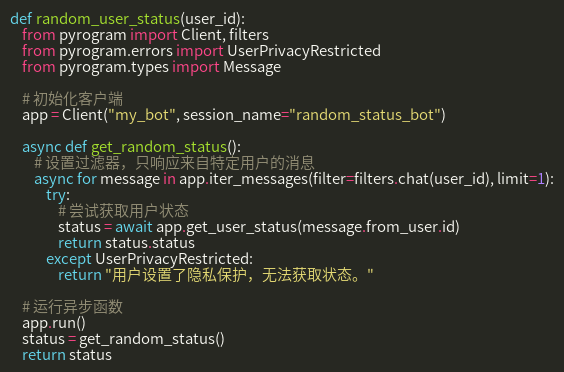 def random_user_status(user_id):
    from pyrogram import Client, filters
    from pyrogram.errors import UserPrivacyRestricted
    from pyrogram.types import Message

    # 初始化客户端
    app = Client("my_bot", session_name="random_status_bot")

    async def get_random_status():
        # 设置过滤器，只响应来自特定用户的消息
        async for message in app.iter_messages(filter=filters.chat(user_id), limit=1):
            try:
                # 尝试获取用户状态
                status = await app.get_user_status(message.from_user.id)
                return status.status
            except UserPrivacyRestricted:
                return "用户设置了隐私保护，无法获取状态。"

    # 运行异步函数
    app.run()
    status = get_random_status()
    return status